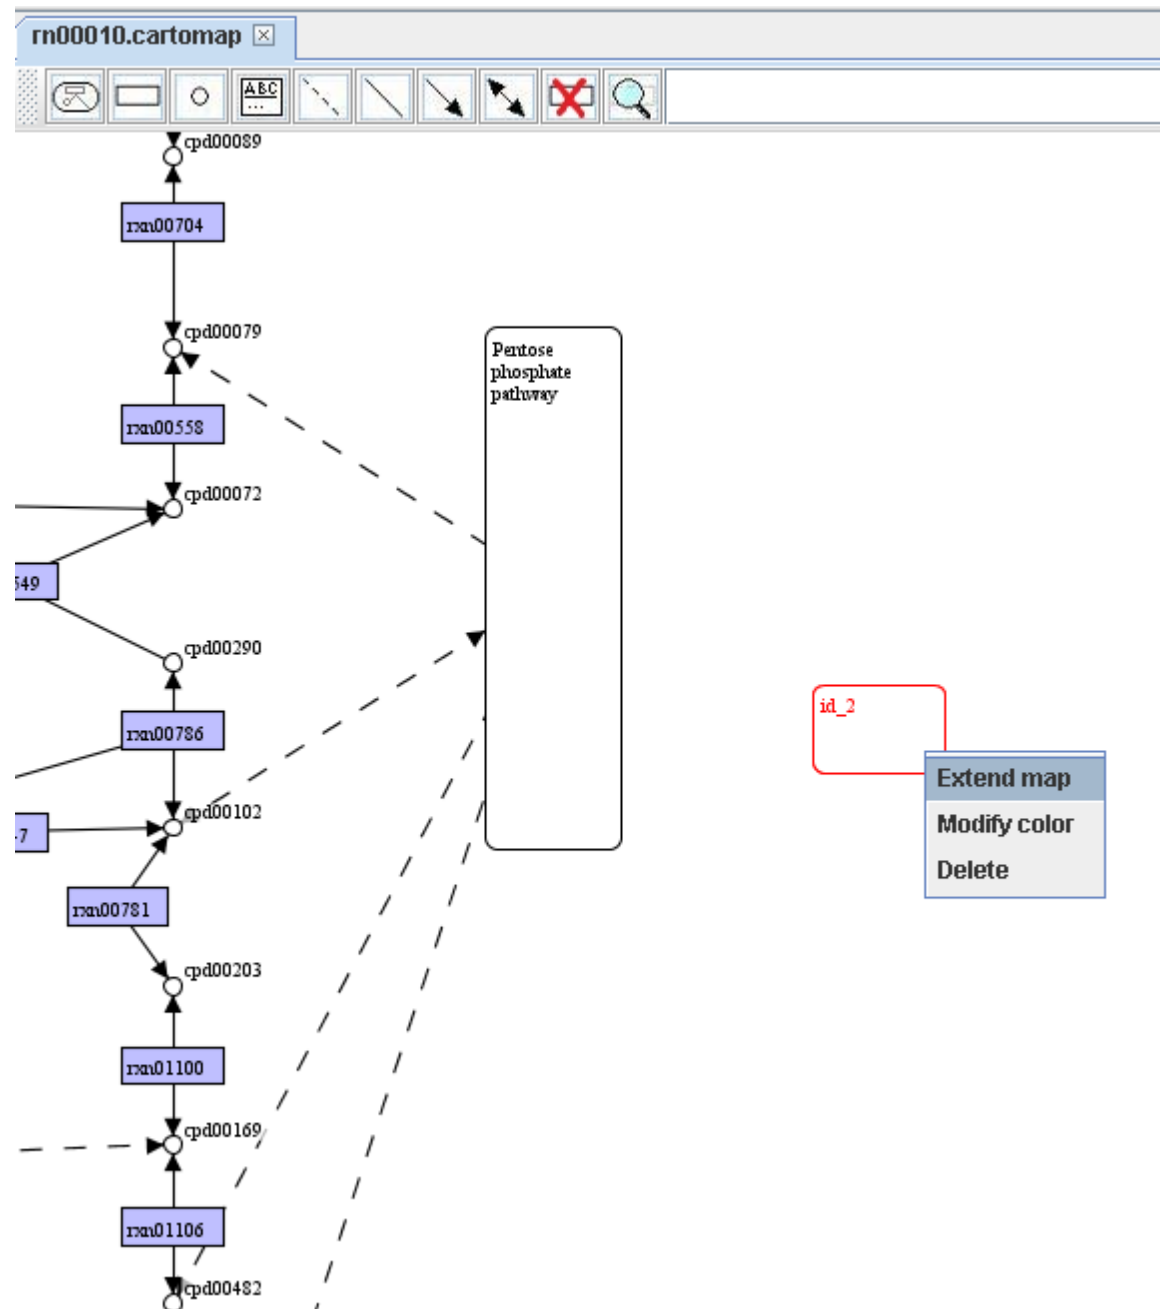 rn00010.cartomap
ABC
...
cpd00089
rxn00704
cpd00079
Pentose
phosphate
pathway
rxn00558
cpd00072
549
cpd00290
id_2
rxn00786
Extend map
cpd00102
Modify color
-7
Delete
rxn00781
cpd00203
rxn01100
cpd00169
rxn01106
cpd00482